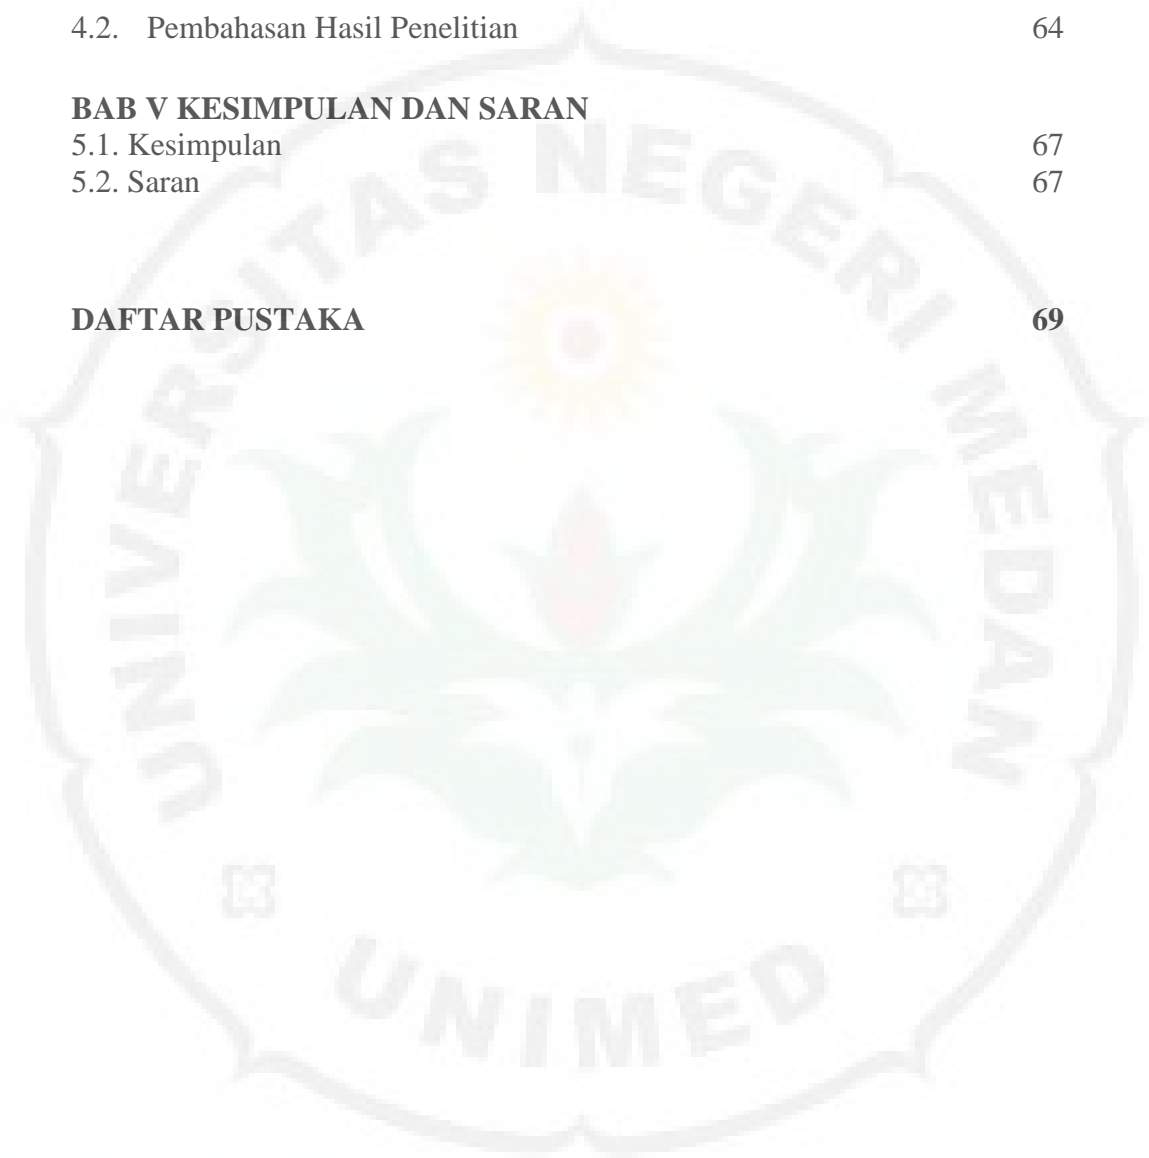 4.2. Pembahasan Hasil Penelitian 64
BAB V KESIMPULAN DAN SARAN
5.1. Kesimpulan 67
5.2. Saran 67
DAFTAR PUSTAKA 69
UNIVERSITAS NEGERI MEDAN
UNIMED